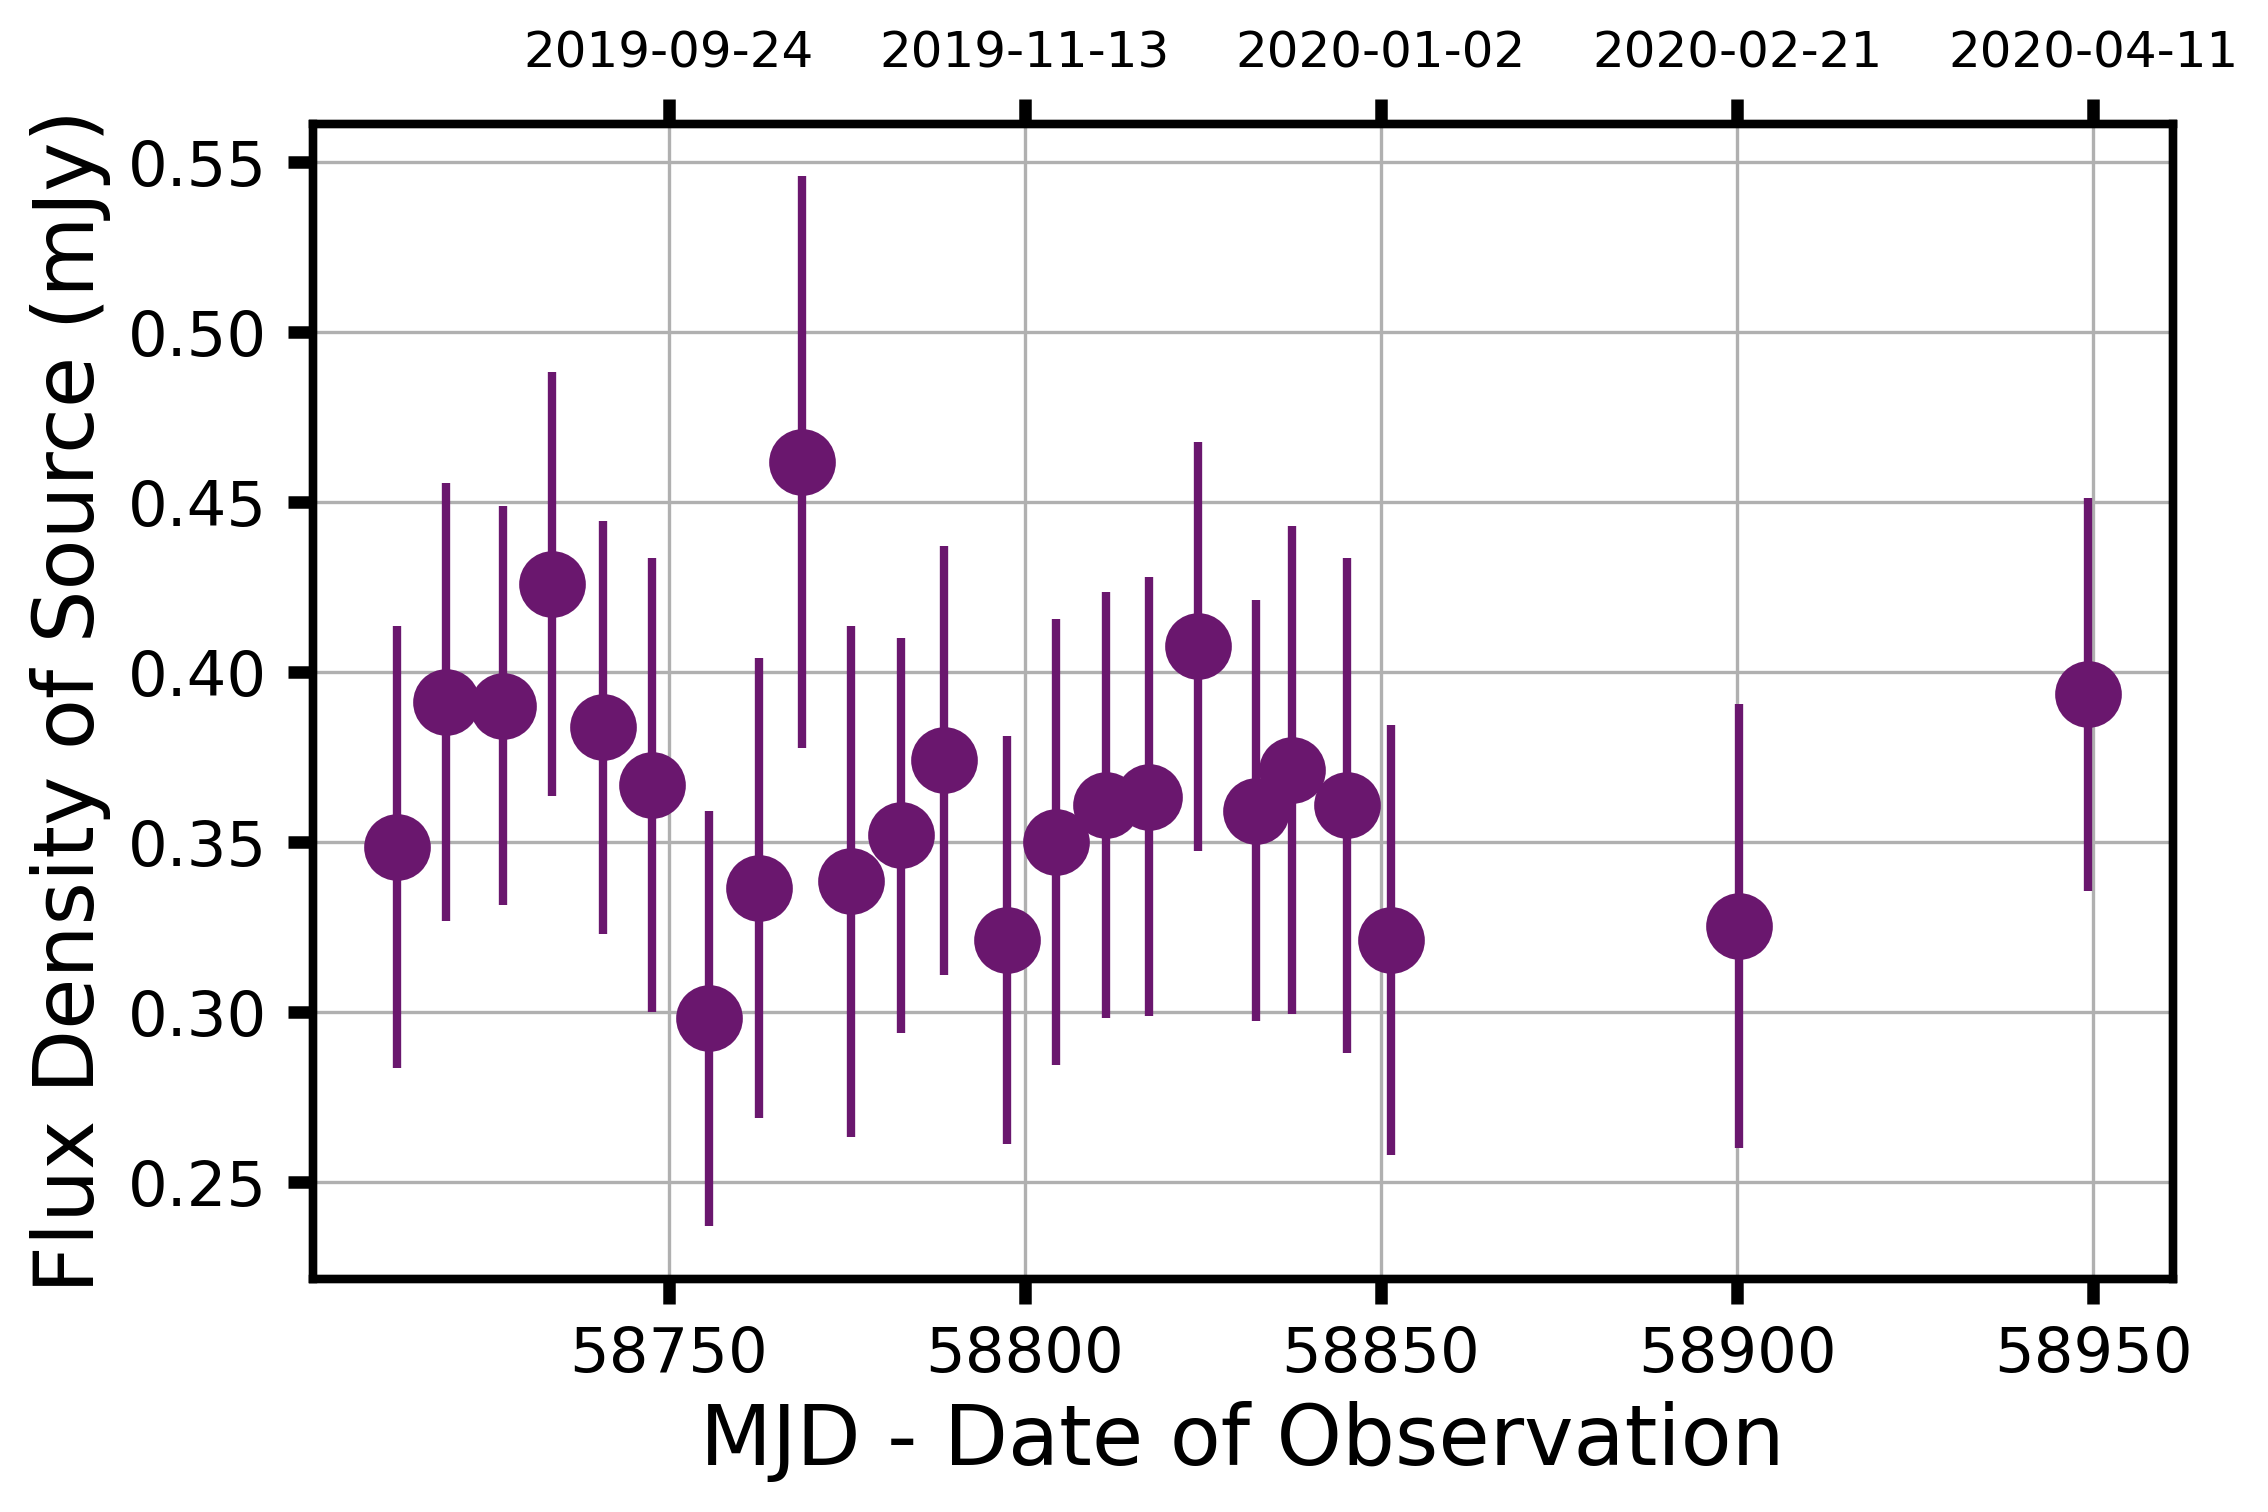 2019-09-24 2019-11-13 2020-01-02 2020-02-21 2020-04-11
Flux Density of Source (mJy)
0.55
0.50
0.45
0.40
0.35
0.30
0.25
58750 58800 58850 58900 58950
MJD - Date of Observation